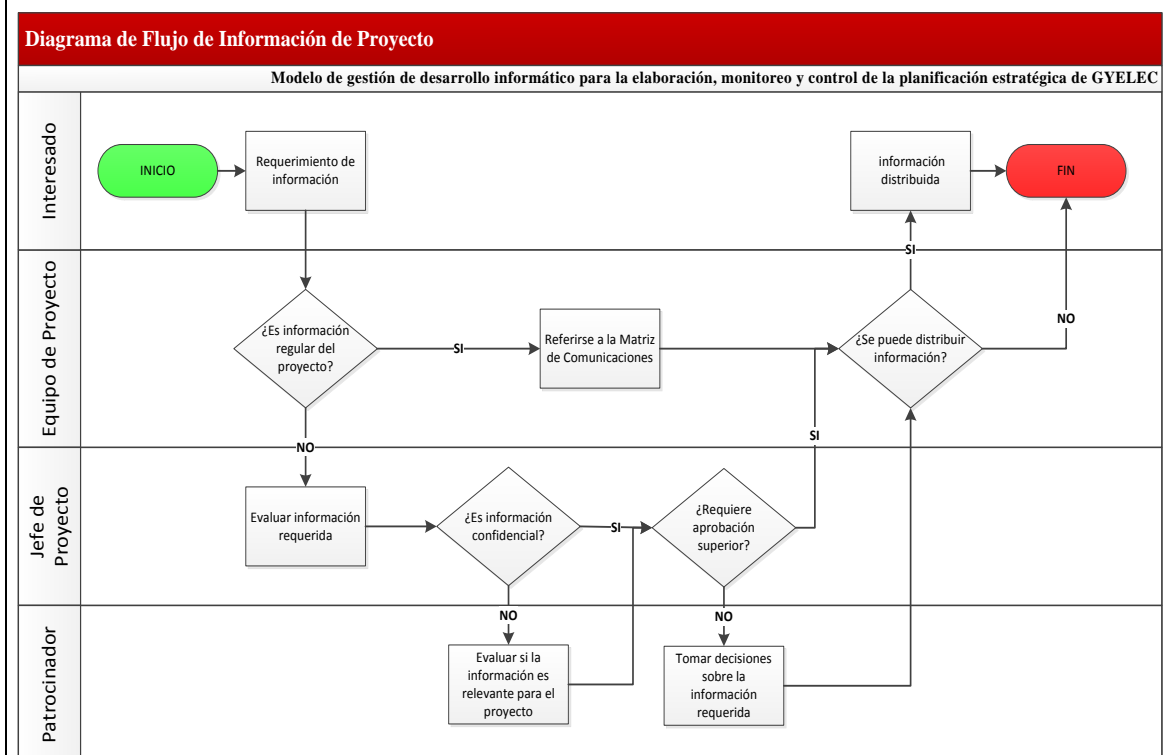 Diagrama de Flujo de Información de Proyecto
Modelo de gestión de desarrollo informático para la elaboración, monitoreo y control de la planificación estratégica de GYELEC
Interesado
INICIO
Requerimiento de
información
información
distribuida
FIN
SI
Equipo de Proyecto
¿Es información
regular del
proyecto?
SI
Referirse a la Matriz
de Comunicaciones
¿Se puede distribuir
información?
NO
NO
SI
Jefe de
Proyecto
Evaluar información
requerida
¿Es información
confidencial?
SI
¿Requiere
aprobación
superior?
NO
NO
Patrocinador
Evaluar si la
información es
relevante para el
proyecto
Tomar decisiones
sobre la
información
requerida